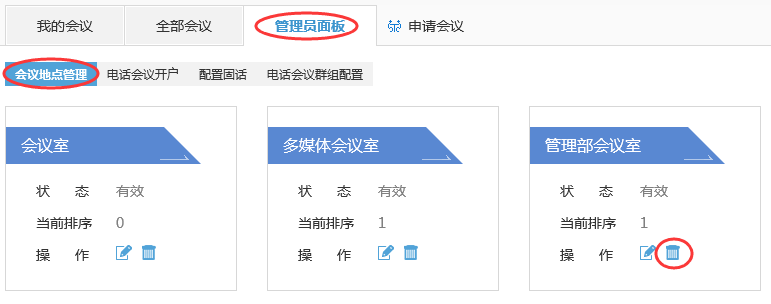 我的会议 全部会议 管理员面板 申请会议
会议地点管理 电话会议开户 配置固话 电话会议群组配置
会议室 多媒体会议室 管理部会议室
状 态 有效 状 态 有效 状 态 有效
当前排序 0 当前排序 1 当前排序 1
操 作 操 作 操 作